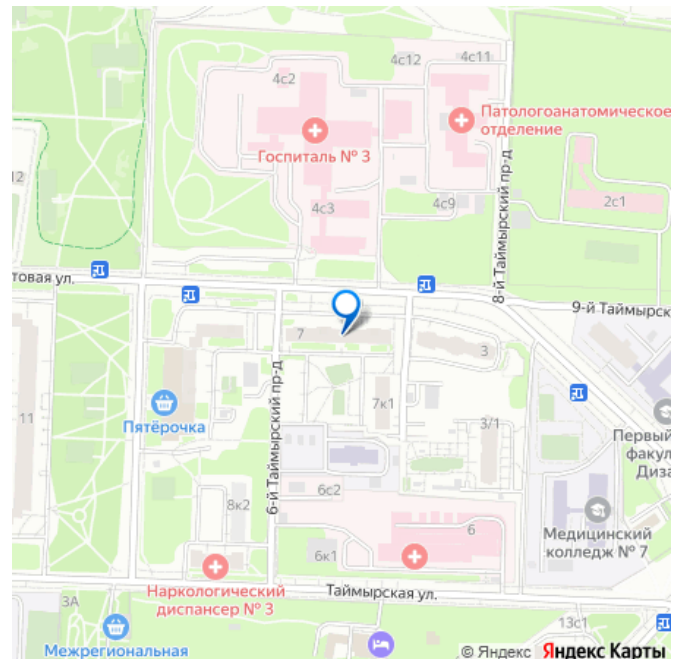 4с12
4с11
4с2
Патологоанатомическое
отделение
Госпиталь № 3
12
2с1
4с3
4с9
8-й Таймырский пр-д
товая ул.
9-й Таймырск
7
3
6-й Таймырский пр-д
7к1
11
Пятёрочка
3/1
Первый
факул
Диза
6с2
8к2
6
Медицинский
колледж № 7
6к1
Наркологический
диспансер № 3
Таймырская ул.
3А
13с1
Межрегиональная
© Яндекс Яндекс Карты